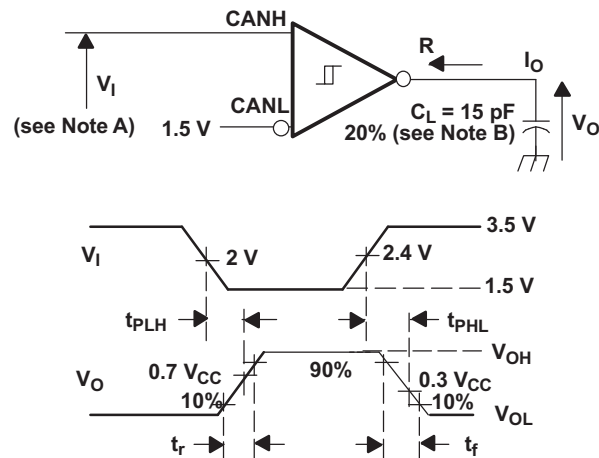 CANH
R
I_O
V_I
CANL
(see Note A)
1.5 V
C_L = 15 pF
20% (see Note B)
V_O
V_I
2 V
2.4 V
3.5 V
1.5 V
t_PLH
t_PHL
V_O
0.7 V_CC
90%
V_OH
0.3 V_CC
10%
10%
V_OL
t_r
t_f